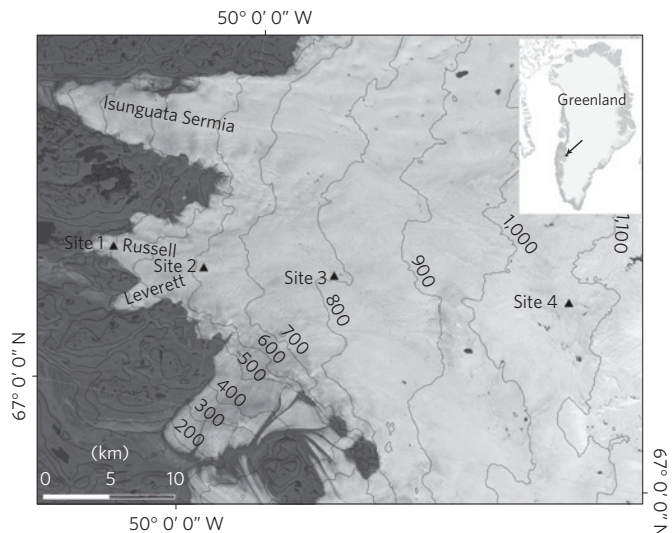 50° 0′ 0″ W
Isunguata Sermia
Greenland
Site 1
Russell
Site 2
Leverett
Site 3
Site 4
1,000
1,100
900
800
700
600
500
400
300
200
67° 0′ 0″ N
(km)
0 5 10
50° 0′ 0″ W
67° 0′ 0″ N